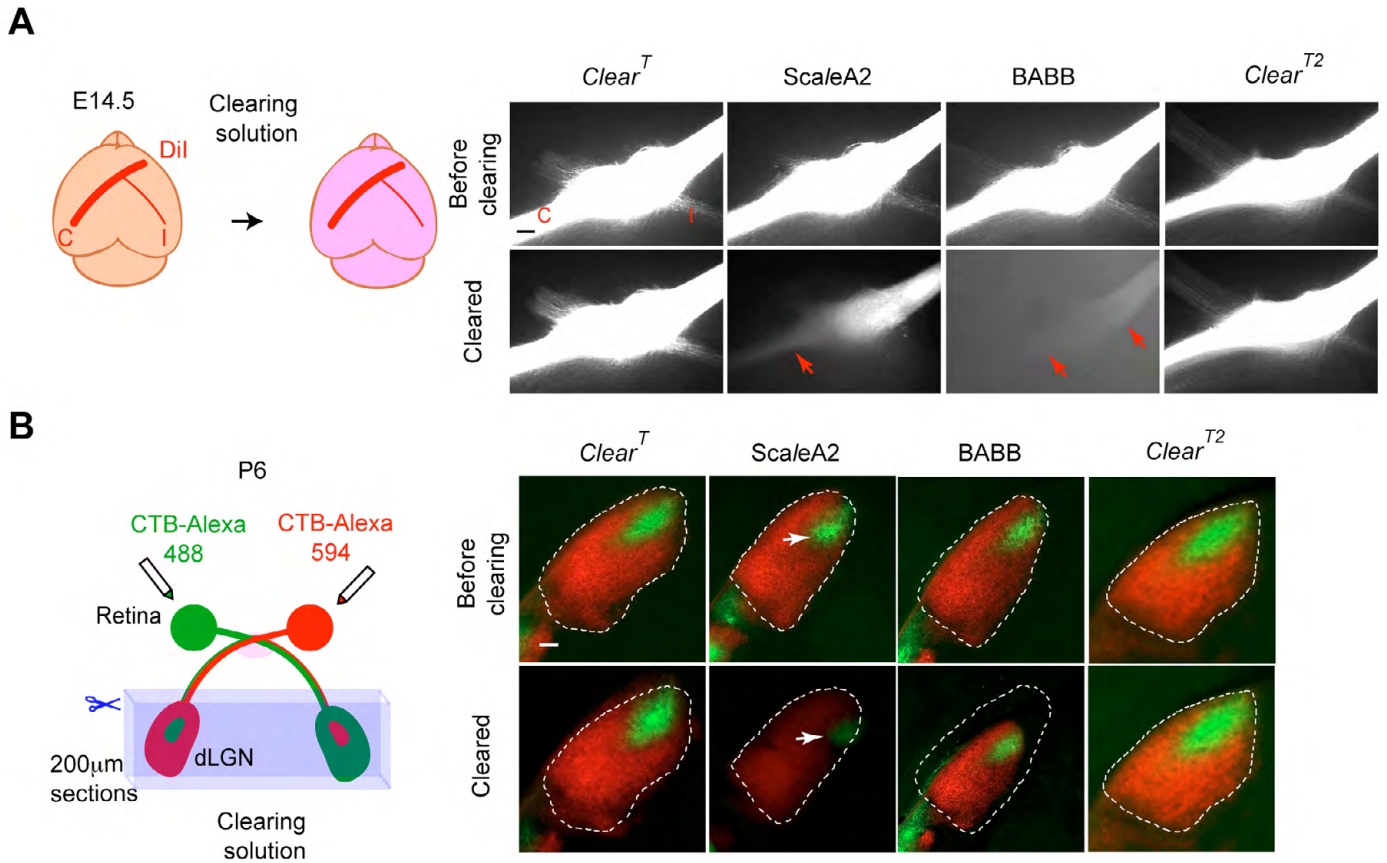 A
E14.5
Clearing
solution
DiI
C
I
Clear^T
ScaleA2
BABB
Clear^T2
Before
clearing
C
I
Cleared
B
P6
CTB-Alexa
488
CTB-Alexa
594
Retina
dLGN
200μm
sections
Clearing
solution
Clear^T
ScaleA2
BABB
Clear^T2
Before
clearing
Cleared